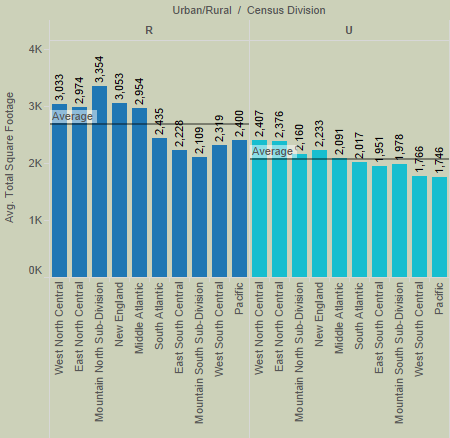 Urban/Rural / Census Division
R U
Avg. Total Square Footage
4K
3K
2K
1K
0K
Average
3,033
2,974
3,354
3,053
2,954
2,435
2,228
2,109
2,319
2,400
Average
2,407
2,376
2,160
2,233
2,091
2,017
1,951
1,978
1,766
1,746
West North Central
East North Central
Mountain North Sub-Division
New England
Middle Atlantic
South Atlantic
East South Central
Mountain South Sub-Division
West South Central
Pacific
West North Central
East North Central
Mountain North Sub-Division
New England
Middle Atlantic
South Atlantic
East South Central
Mountain South Sub-Division
West South Central
Pacific